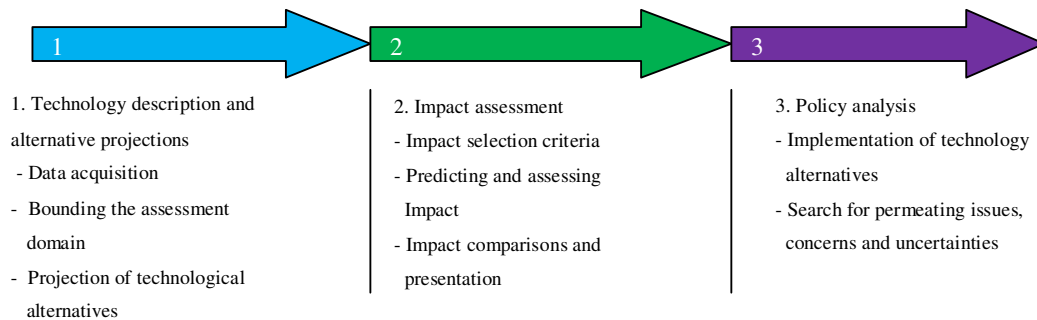 1
2
3
1. Technology description and
alternative projections
- Data acquisition
- Bounding the assessment
domain
- Projection of technological
alternatives
2. Impact assessment
- Impact selection criteria
- Predicting and assessing
Impact
- Impact comparisons and
presentation
3. Policy analysis
- Implementation of technology
alternatives
- Search for permeating issues,
concerns and uncertainties